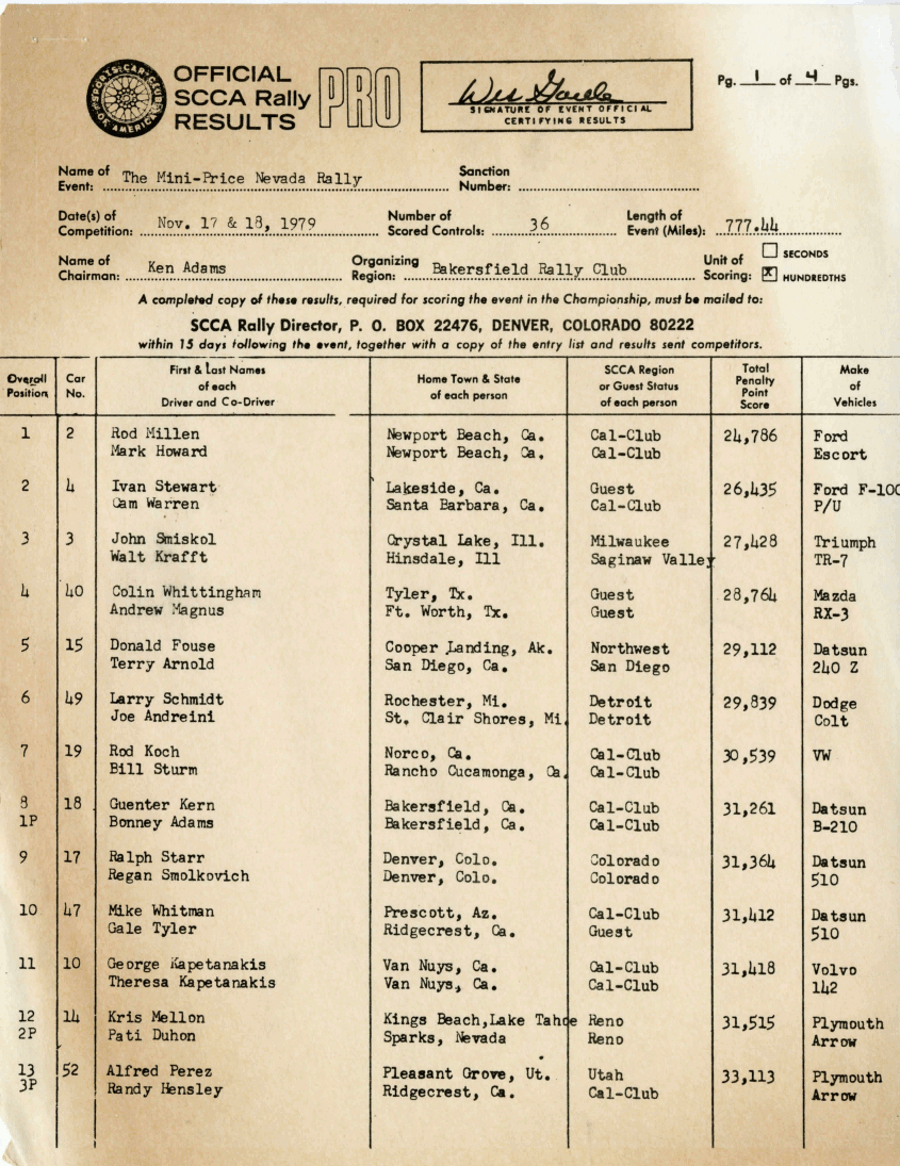 SPORTS CAR CLUB OF AMERICA
OFFICIAL
SCCA Rally
RESULTS
PRO
SIGNATURE OF EVENT OFFICIAL
CERTIFYING RESULTS
Pg. 1 of 4 Pgs.
Name of Event: The Mini-Price Nevada Rally Sanction Number:
Date(s) of Competition: Nov. 17 & 18, 1979 Number of Scored Controls: 36 Length of Event (Miles): 777.44
Name of Chairman: Ken Adams Organizing Region: Bakersfield Rally Club Unit of Scoring: SECONDS
X HUNDREDTHS
A completed copy of these results, required for scoring the event in the Championship, must be mailed to:
SCCA Rally Director, P. O. BOX 22476, DENVER, COLORADO 80222
within 15 days following the event, together with a copy of the entry list and results sent competitors.
Overall Position Car No. First & Last Names of each Driver and Co-Driver Home Town & State of each person SCCA Region or Guest Status of each person Total Penalty Point Score Make of Vehicles
1 2 Rod Millen Newport Beach, Ca. Cal-Club 24,786 Ford
Mark Howard Newport Beach, Ca. Cal-Club Escort
2 4 Ivan Stewart Lakeside, Ca. Guest 26,435 Ford F-100
Cam Warren Santa Barbara, Ca. Cal-Club P/U
3 3 John Smiskol Crystal Lake, Ill. Milwaukee 27,428 Triumph
Walt Krafft Hinsdale, Ill Saginaw Valley TR-7
4 40 Colin Whittingham Tyler, Tx. Guest 28,764 Mazda
Andrew Magnus Ft. Worth, Tx. Guest RX-3
5 15 Donald Fouse Cooper Landing, Ak. Northwest 29,112 Datsun
Terry Arnold San Diego, Ca. San Diego 240 Z
6 49 Larry Schmidt Rochester, Mi. Detroit 29,839 Dodge
Joe Andreini St. Clair Shores, Mi. Detroit Colt
7 19 Rod Koch Norco, Ca. Cal-Club 30,539 VW
Bill Sturm Rancho Cucamonga, Ca. Cal-Club
8 18 Guenter Kern Bakersfield, Ca. Cal-Club 31,261 Datsun
1P Bonney Adams Bakersfield, Ca. Cal-Club B-210
9 17 Ralph Starr Denver, Colo. Colorado 31,364 Datsun
Regan Smolkovich Denver, Colo. Colorado 510
10 47 Mike Whitman Prescott, Az. Cal-Club 31,412 Datsun
Gale Tyler Ridgecrest, Ca. Guest 510
11 10 George Kapetanakis Van Nuys, Ca. Cal-Club 31,418 Volvo
Theresa Kapetanakis Van Nuys, Ca. Cal-Club 142
12 14 Kris Mellon Kings Beach,Lake Tahoe Reno 31,515 Plymouth
2P Pati Duhon Sparks, Nevada Reno Arrow
13 52 Alfred Perez Pleasant Grove, Ut. Utah 33,113 Plymouth
3P Randy Hensley Ridgecrest, Ca. Cal-Club Arrow